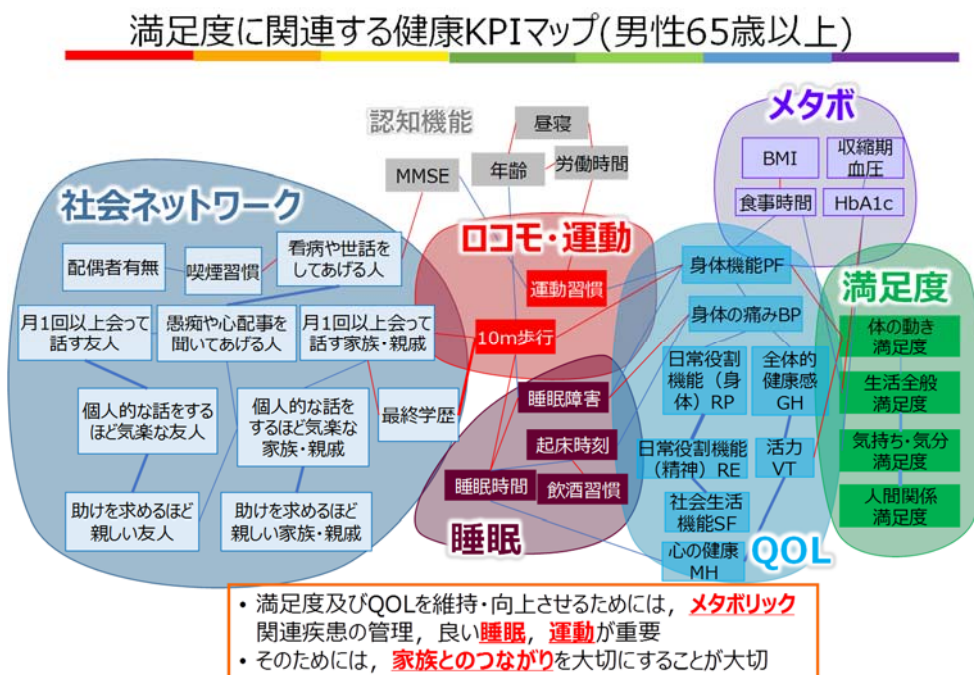 満足度に関連する健康KPIマップ(男性65歳以上)
メタボ
認知機能
昼寝
BMI
収縮期
血圧
MMSE
年齢
労働時間
食事時間
HbA1c
社会ネットワーク
ロコモ・運動
配偶者有無
喫煙習慣
看病や世話を
してあげる人
運動習慣
身体機能PF
満足度
月1回以上会って
話す友人
愚痴や心配事を
聞いてあげる人
月1回以上会って
話す家族・親戚
10m歩行
身体の痛みBP
体の動き
満足度
日常役割
機能(身
体)RP
全体的
健康感
GH
生活全般
満足度
個人的な話をする
ほど気楽な友人
個人的な話を
するほど気楽な
家族・親戚
最終学歴
睡眠障害
起床時刻
日常役割機能
(精神)RE
活力
VT
気持ち・気分
満足度
睡眠時間
飲酒習慣
助けを求めるほど
親しい友人
助けを求めるほど
親しい家族・親戚
社会生活
機能SF
人間関係
満足度
睡眠
心の健康
MH
QOL
• 満足度及びQOLを維持・向上させるためには,メタボリック
関連疾患の管理,良い睡眠,運動が重要
• そのためには,家族とのつながりを大切にすることが大切